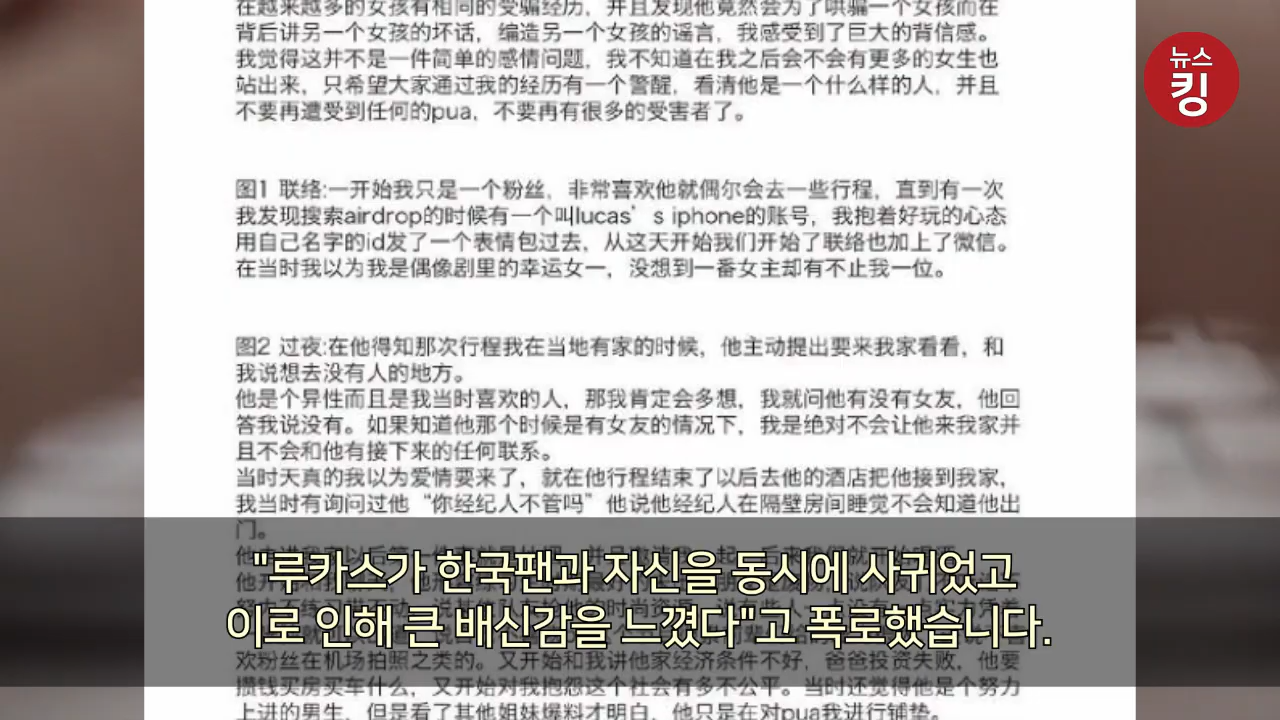 在越来越多的女孩有相同的受骗经历，并且发现他竟然会为了哄骗一个女孩而在
背后讲另一个女孩的坏话，编造另一个女孩的谣言，我感受到了巨大的背信感。
我觉得这并不是一件简单的感情问题，我不知道在我之后会不会有更多的女生也
站出来，只希望大家通过我的经历有一个警醒，看清他是一个什么样的人，并且
不要再遭受到任何的pua，不要再有很多的受害者了。
뉴스
킹
图1 联络:一开始我只是一个粉丝，非常喜欢他就偶尔会去一些行程，直到有一次
我发现搜索airdrop的时候有一个叫lucas’s iphone的账号，我抱着好玩的心态
用自己名字的id发了一个表情包过去，从这天开始我们开始了联络也加上了微信。
在当时我以为我是偶像剧里的幸运女一，没想到一番女主却有不止我一位。
图2 过夜:在他得知那次行程我在当地有家的时候，他主动提出要来我家看看，和
我说想去没有人的地方。
他是个异性而且是我当时喜欢的人，那我肯定会多想，我就问他有没有女友，他回
答我说没有。如果知道他那个时候是有女友的情况下，我是绝对不会让他来我家并
且不会和他有接下来的任何联系。
当时天真的我以为爱情要来了，就在他行程结束了以后去他的酒店把他接到我家，
我当时有询问过他“你经纪人不管吗”他说他经纪人在隔壁房间睡觉不会知道他出
门。
"루카스가 한국팬과 자신을 동시에 사귀었고
이로 인해 큰 배신감을 느꼈다"고 폭로했습니다.
欢粉丝在机场拍照之类的。又开始和我讲他家经济条件不好，爸爸投资失败，他要
攒钱买房买车什么，又开始对我抱怨这个社会有多不公平。当时还觉得他是个努力
上进的男生，但是看了其他姐妹爆料才明白，他只是在对pua我进行铺垫。